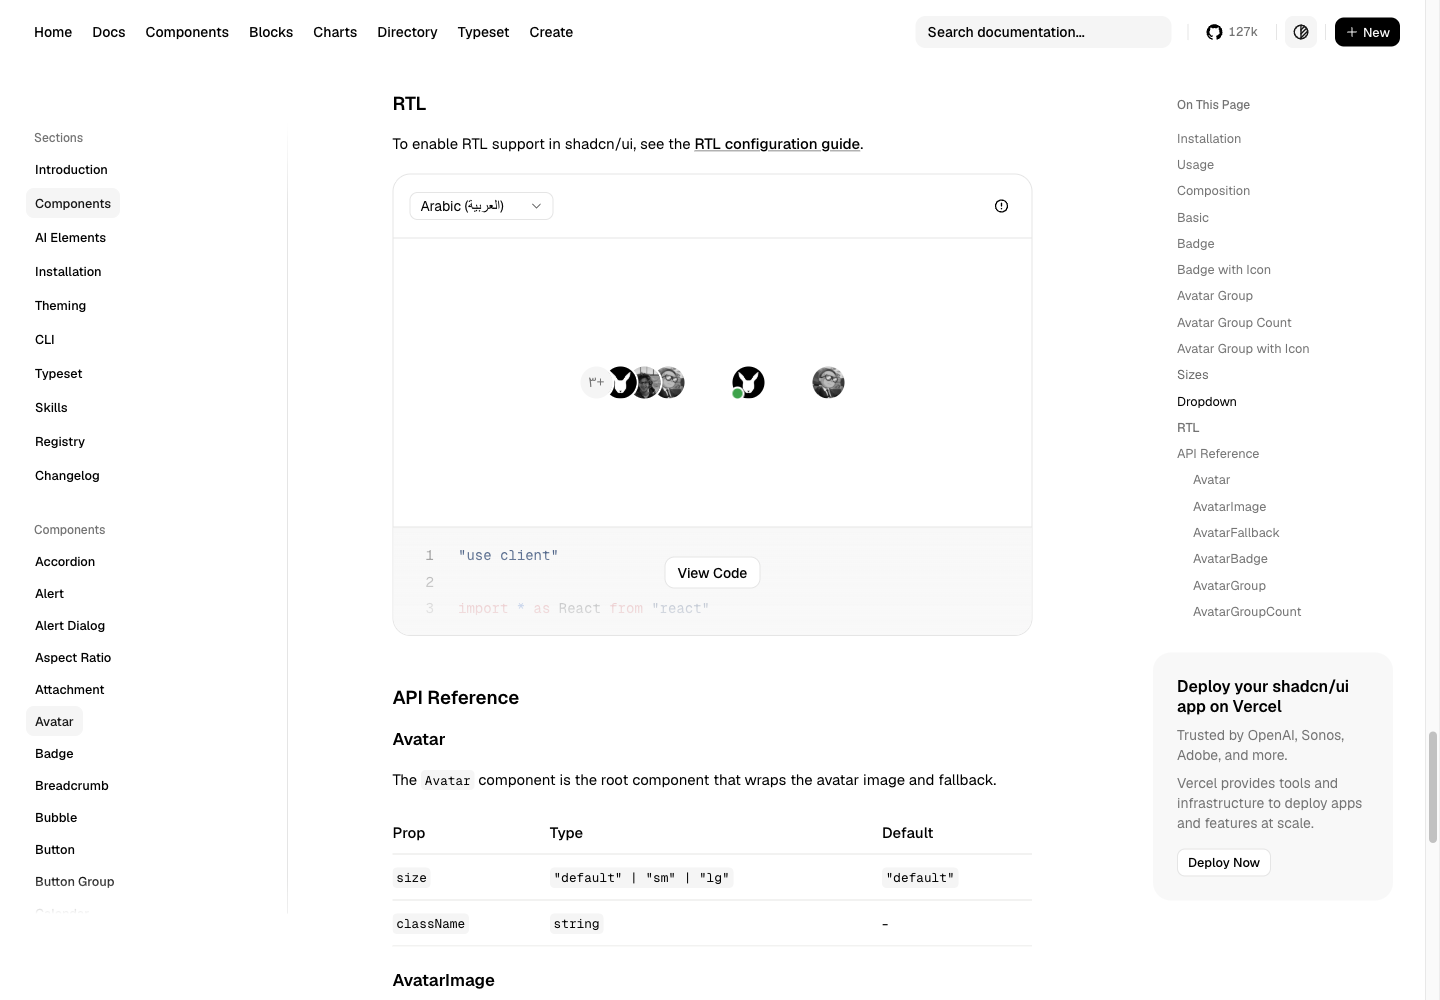 Home Docs Components Blocks Charts Directory Typeset Create
Search documentation...
127k
New
Sections
Introduction
Components
AI Elements
Installation
Theming
CLI
Typeset
Skills
Registry
Changelog
Components
Accordion
Alert
Alert Dialog
Aspect Ratio
Attachment
Avatar
Badge
Breadcrumb
Bubble
Button
Button Group
RTL
To enable RTL support in shadcn/ui, see the RTL configuration guide.
Arabic (العربية)
٣+
1 "use client"
2
3 import * as React from "react"
View Code
API Reference
Avatar
The Avatar component is the root component that wraps the avatar image and fallback.
Prop Type Default
size "default" | "sm" | "lg" "default"
className string -
AvatarImage
On This Page
Installation
Usage
Composition
Basic
Badge
Badge with Icon
Avatar Group
Avatar Group Count
Avatar Group with Icon
Sizes
Dropdown
RTL
API Reference
Avatar
AvatarImage
AvatarFallback
AvatarBadge
AvatarGroup
AvatarGroupCount
Deploy your shadcn/ui
app on Vercel
Trusted by OpenAI, Sonos,
Adobe, and more.
Vercel provides tools and
infrastructure to deploy apps
and features at scale.
Deploy Now